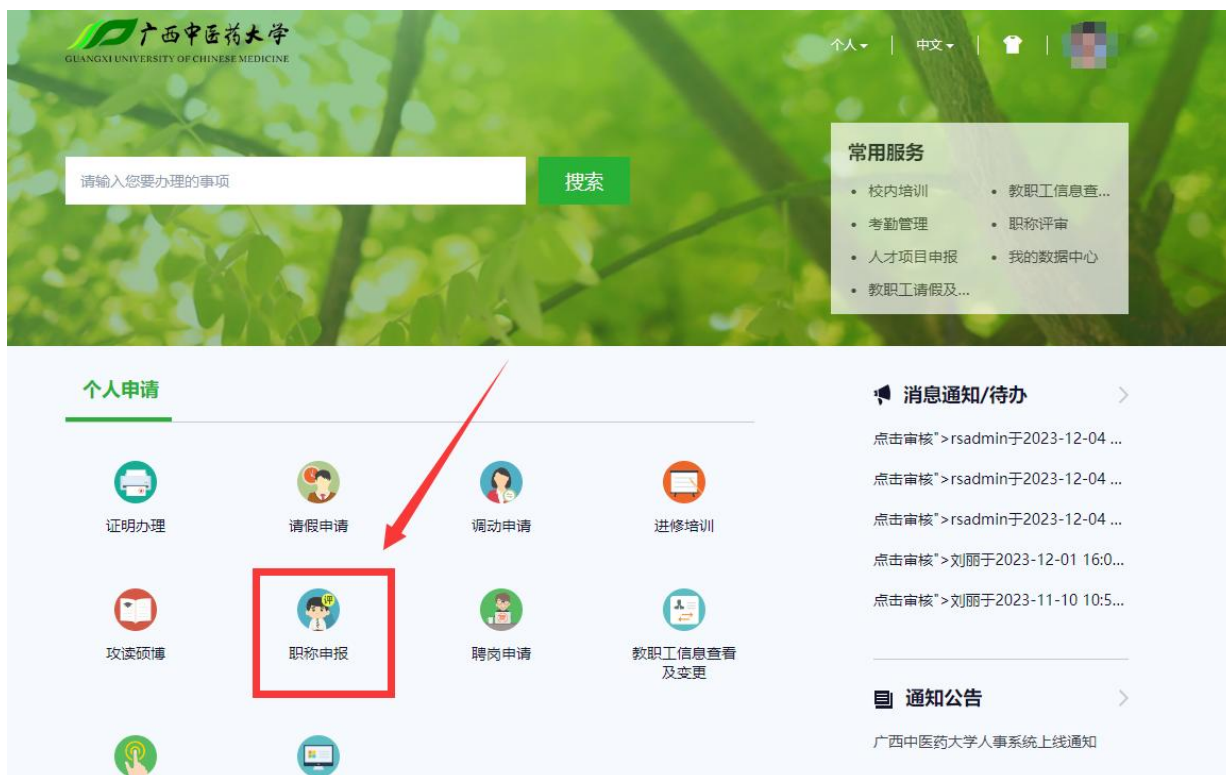 广西中医药大学
GUANGXI UNIVERSITY OF CHINESE MEDICINE
个人
中文
请输入您要办理的事项
搜索
常用服务
校内培训
教职工信息查...
考勤管理
职称评审
人才项目申报
我的数据中心
教职工请假及...
个人申请
证明办理
请假申请
调动申请
进修培训
攻读硕博
评
职称申报
聘岗申请
教职工信息查看
及变更
消息通知/待办
点击审核">rsadmin于2023-12-04 ...
点击审核">rsadmin于2023-12-04 ...
点击审核">rsadmin于2023-12-04 ...
点击审核">刘丽于2023-12-01 16:0...
点击审核">刘丽于2023-11-10 10:5...
通知公告
广西中医药大学人事系统上线通知